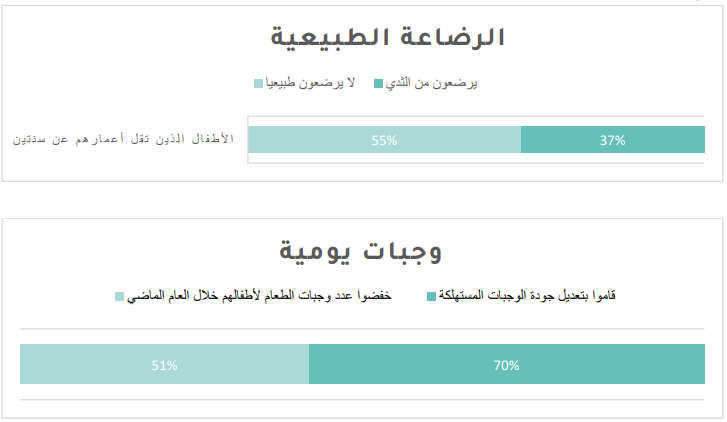 الرضاعة الطبيعية
يرضعون من الثدي لا يرضعون طبيعيا
الأطفال الذين تقل أعمارهم عن سنتين
37% 55%
وجبات يومية
قاموا بتعديل جودة الوجبات المستهلكة خفضوا عدد وجبات الطعام لأطفالهم خلال العام الماضي
70% 51%